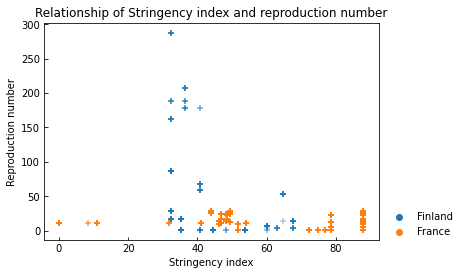 Relationship of Stringency index and reproduction number
300
250
200
150
100
50
0
Reproduction number
0 20 40 60 80
Stringency index
Finland
France